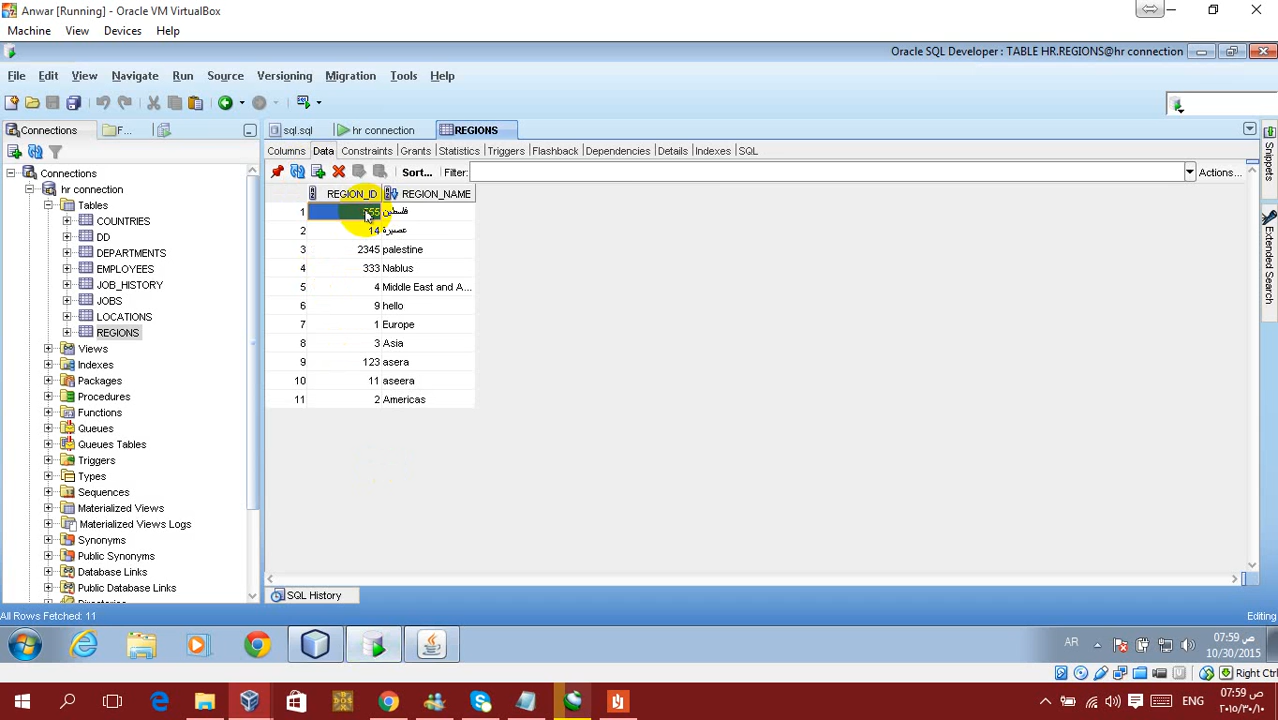 Anwar [Running] - Oracle VM VirtualBox
Machine View Devices Help
Oracle SQL Developer : TABLE HR.REGIONS@hr connection
File Edit View Navigate Run Source Versioning Migration Tools Help
Connections F...
sql.sql hr connection REGIONS
Columns Data Constraints Grants Statistics Triggers Flashback Dependencies Details Indexes SQL
Sort... Filter: Actions...
Snippets
Extended Search
Connections
hr connection
Tables
COUNTRIES
DD
DEPARTMENTS
EMPLOYEES
JOB_HISTORY
JOBS
LOCATIONS
REGIONS
Views
Indexes
Packages
Procedures
Functions
Queues
Queues Tables
Triggers
Types
Sequences
Materialized Views
Materialized Views Logs
Synonyms
Public Synonyms
Database Links
Public Database Links
REGION_ID REGION_NAME
1 فلسطين
2 14 عصيرة
3 2345 palestine
4 333 Nablus
5 4 Middle East and A...
6 9 hello
7 1 Europe
8 3 Asia
9 123 asera
10 11 aseera
11 2 Americas
SQL History
All Rows Fetched: 11 Editing
AR 07:59 ص
10/30/2015
Right Ctrl
ENG 07:59 ص
٢٠١٥/٣٠/١٠